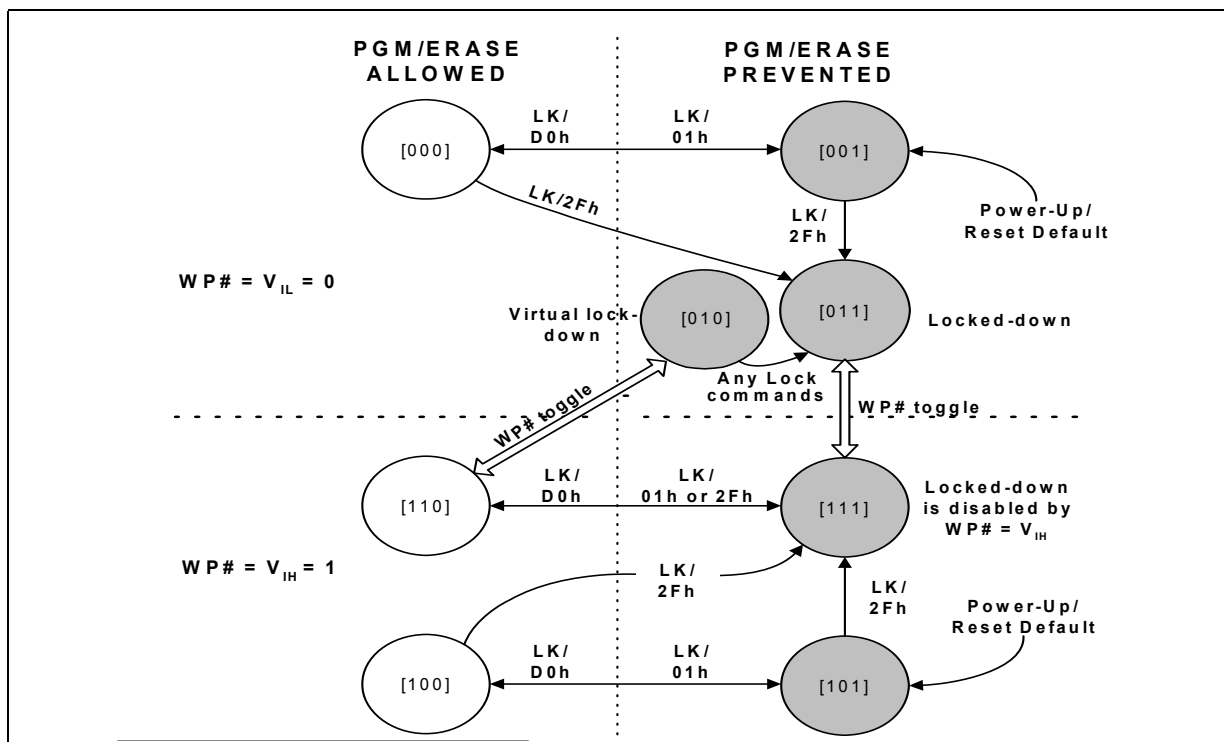 PGM/ERASE
ALLOWED
PGM/ERASE
PREVENTED
LK/
D0h
LK/
01h
[000]
[001]
LK/2Fh
LK/
2Fh
Power-Up/
Reset Default
WP# = VIL = 0
Virtual lock-
down
[010]
[011]
Locked-down
Any Lock
commands
WP# toggle
WP# toggle
LK/
D0h
LK/
01h or 2Fh
[110]
[111]
Locked-down
is disabled by
WP# = VIH
WP# = VIH = 1
LK/
2Fh
LK/
2Fh
Power-Up/
Reset Default
LK/
D0h
LK/
01h
[100]
[101]